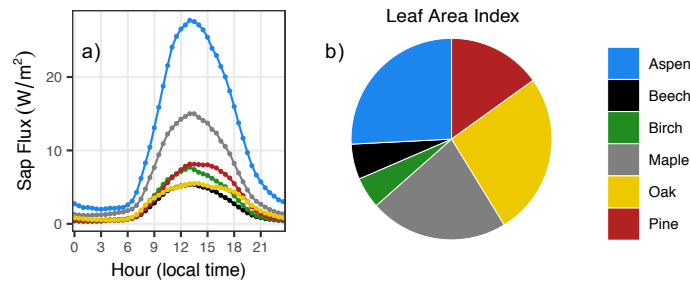 Leaf Area Index
a)
b)
Sap Flux (W/m²)
20
10
0
0 3 6 9 12 15 18 21
Hour (local time)
Aspen
Beech
Birch
Maple
Oak
Pine